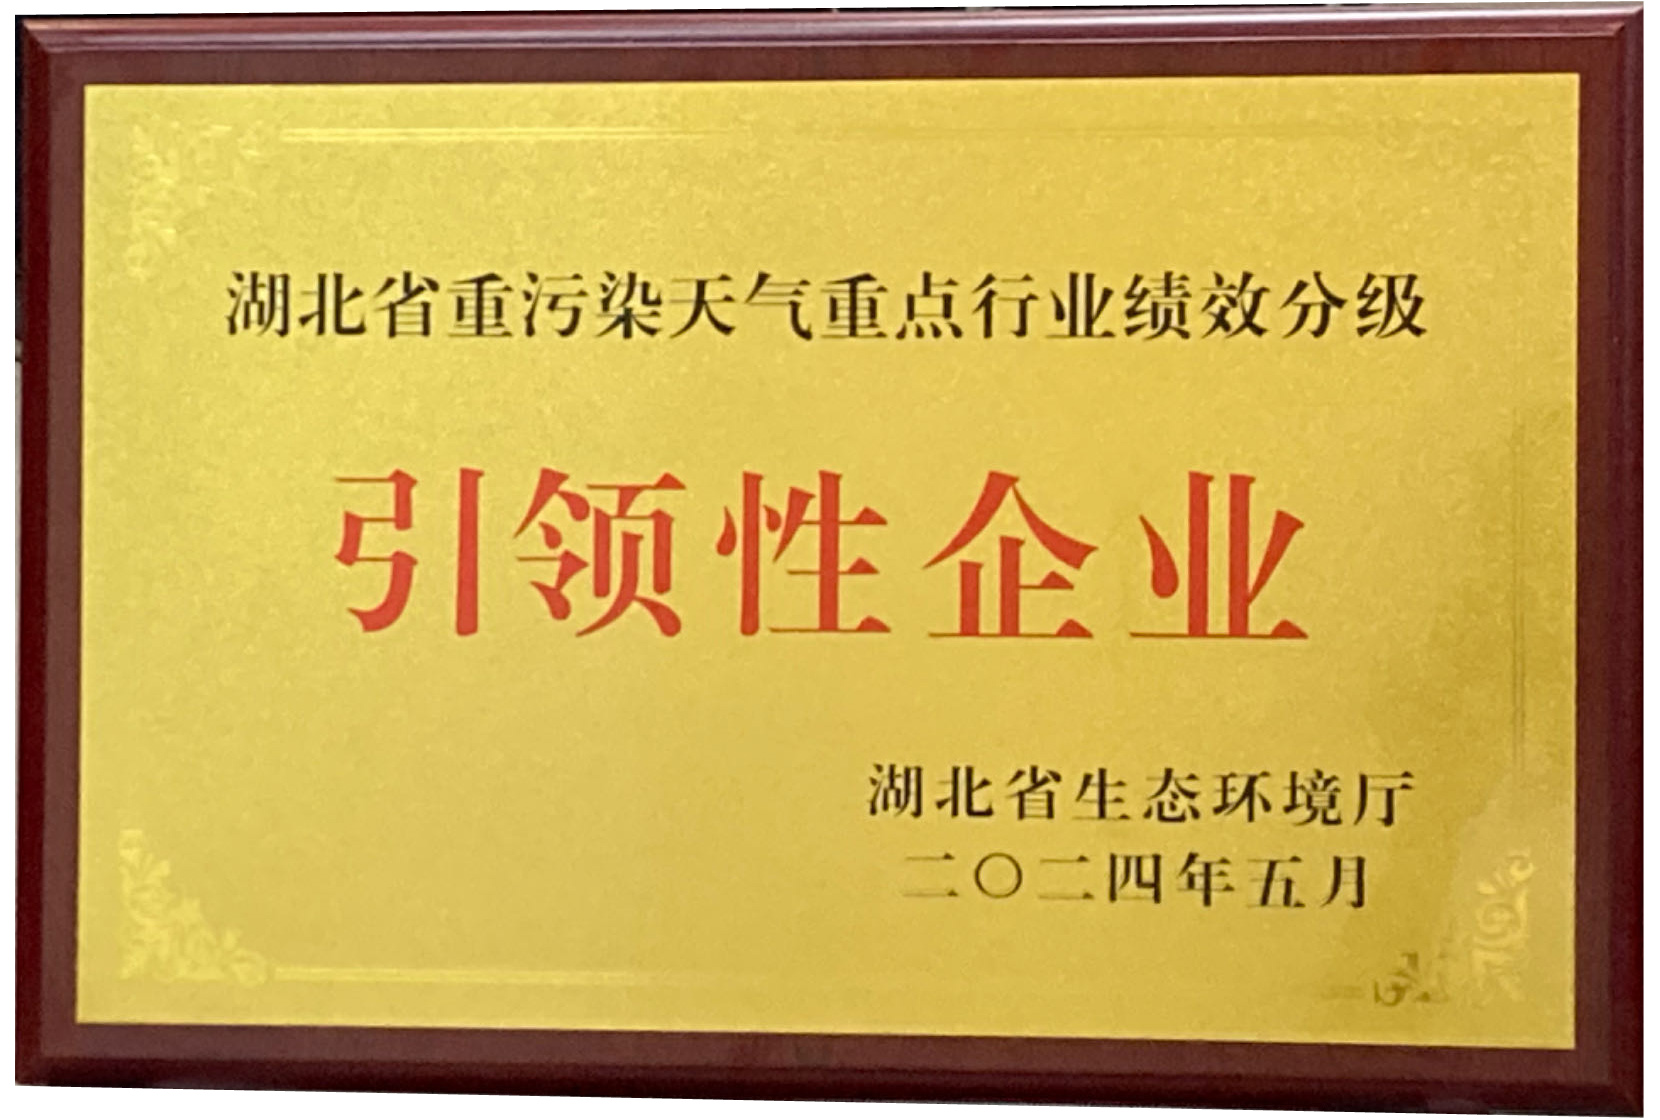 湖北省重污染天气重点行业绩效分级
引领性企业
湖北省生态环境厅
二〇二四年五月